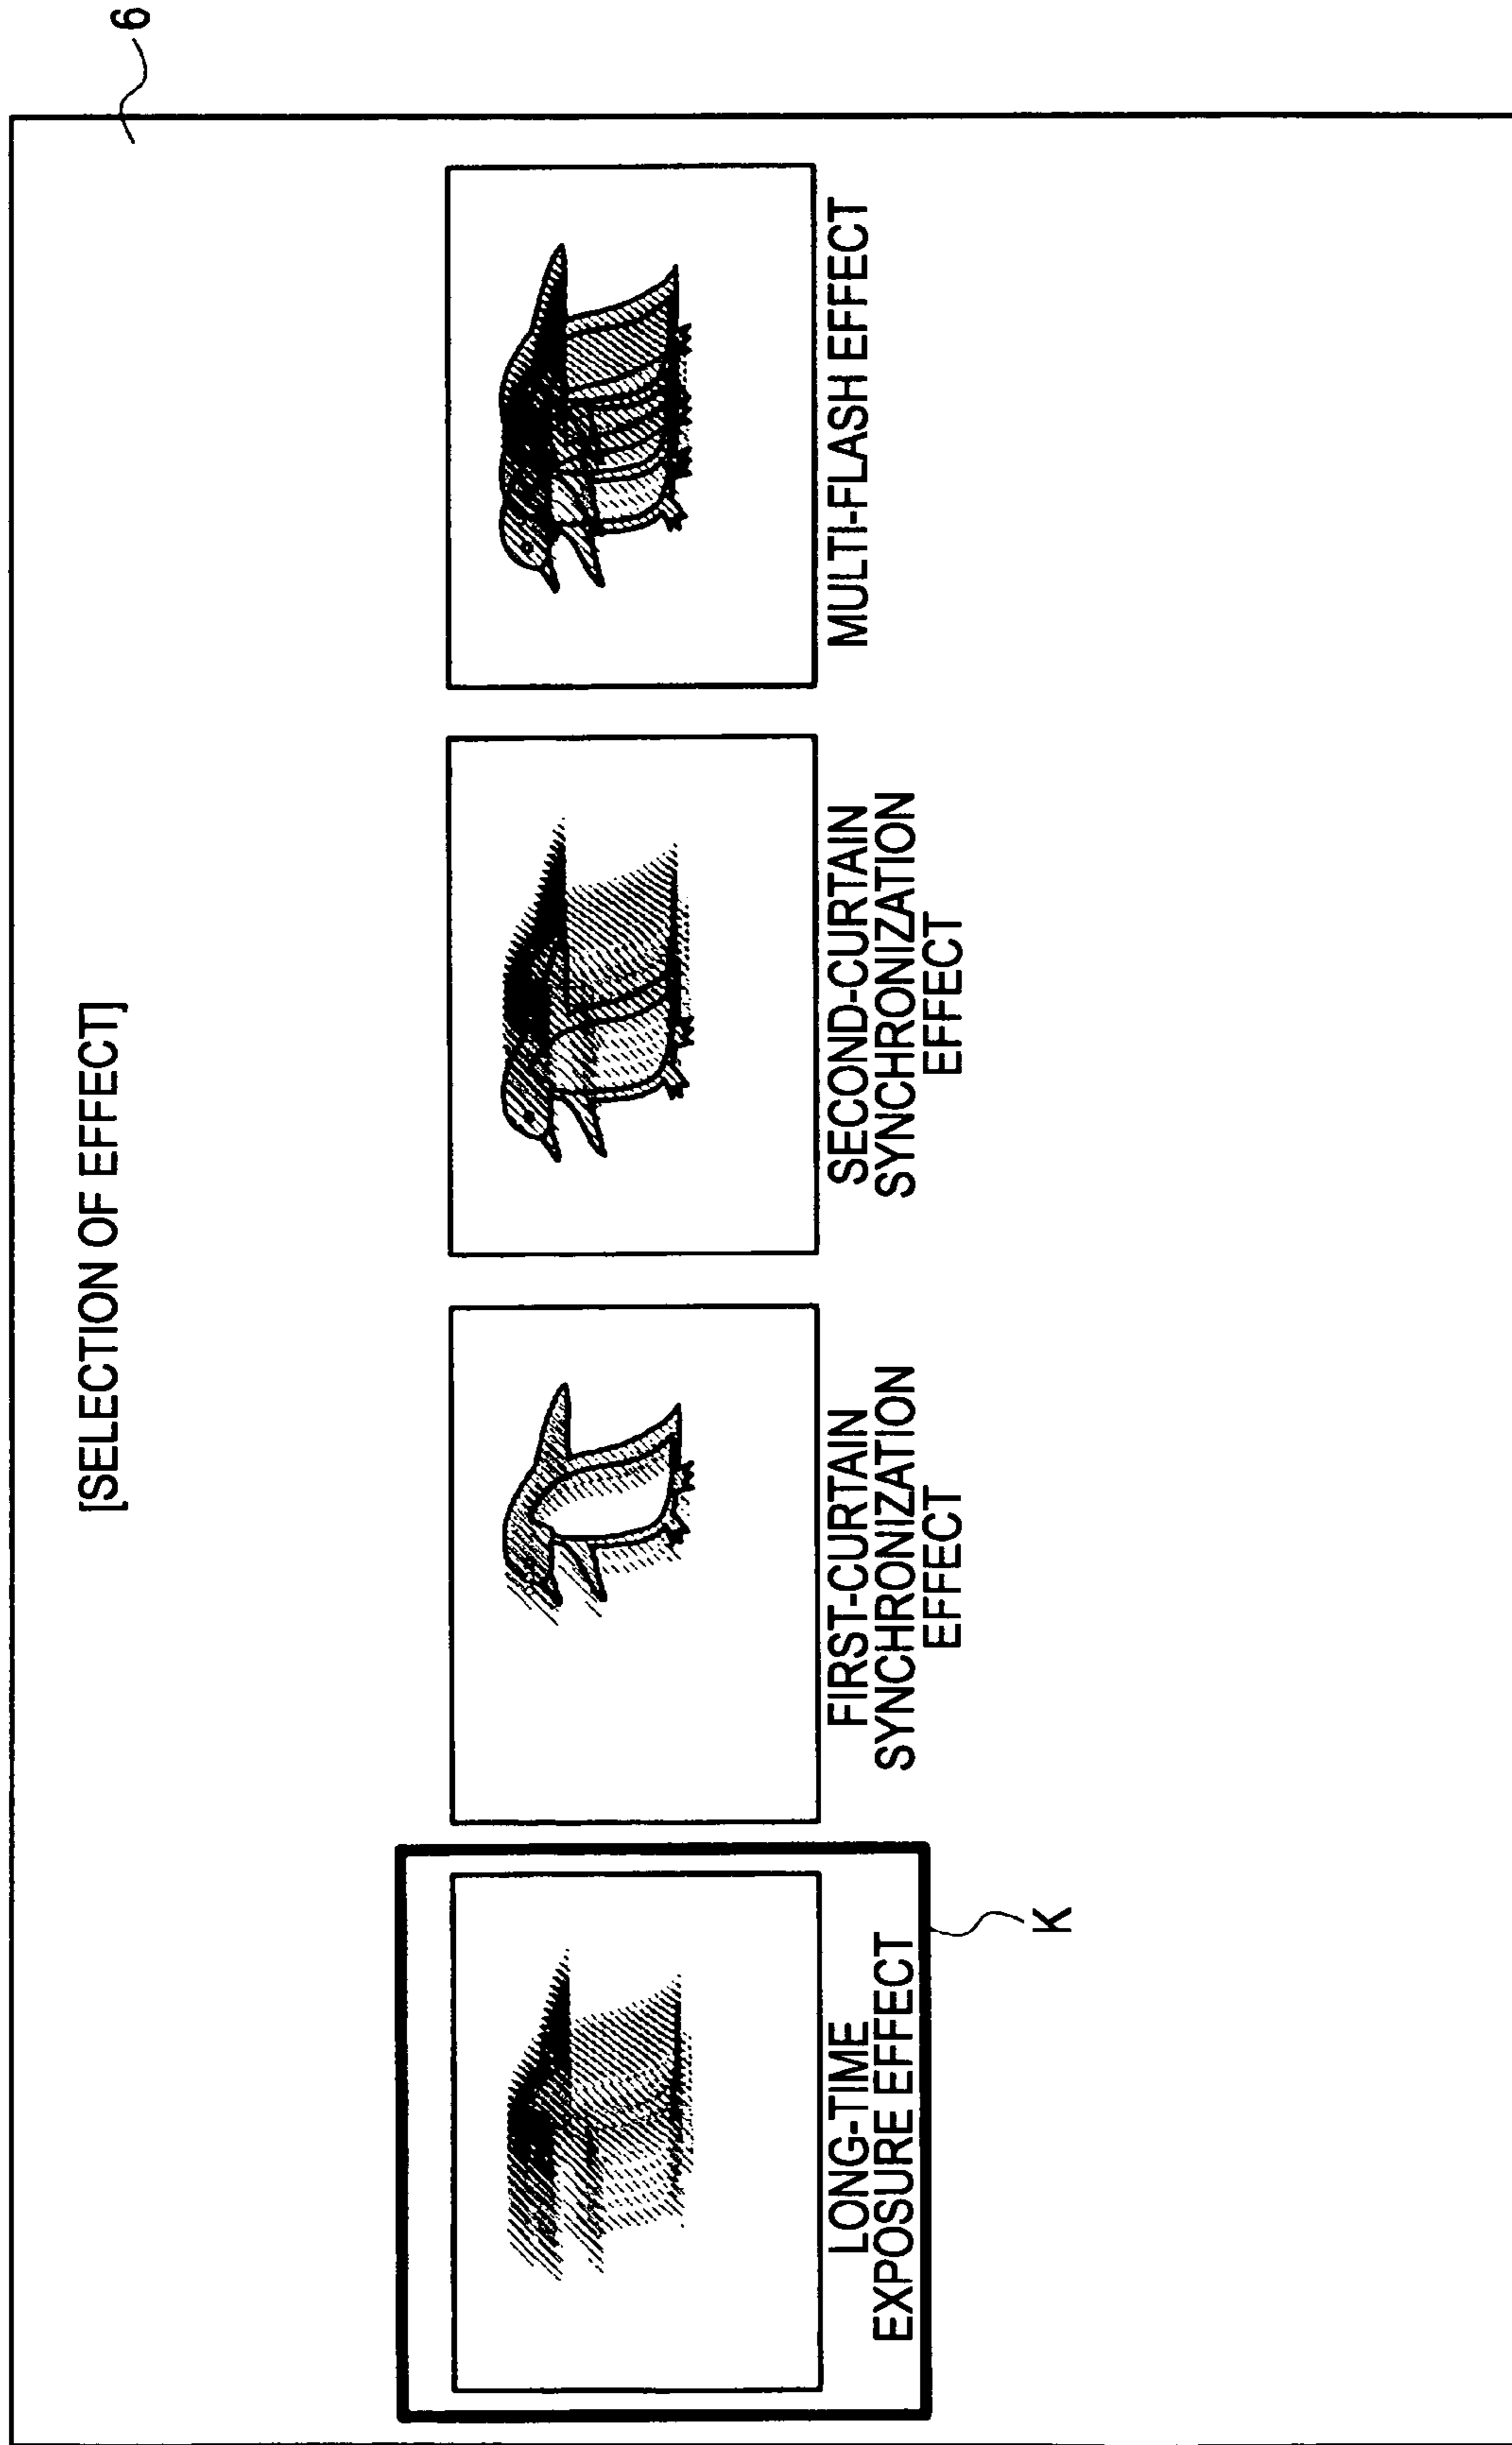 6
[SELECTION OF EFFECT]
LONG-TIME
EXPOSURE EFFECT
FIRST-CURTAIN
SYNCHRONIZATION
EFFECT
SECOND-CURTAIN
SYNCHRONIZATION
EFFECT
MULTI-FLASH EFFECT
K